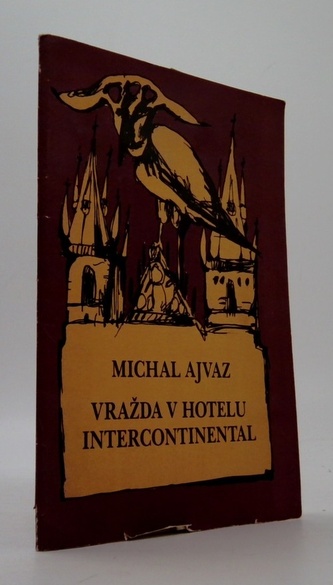 MICHAL AJVAZ
VRAŽDA V HOTELU
INTERCONTINENTAL